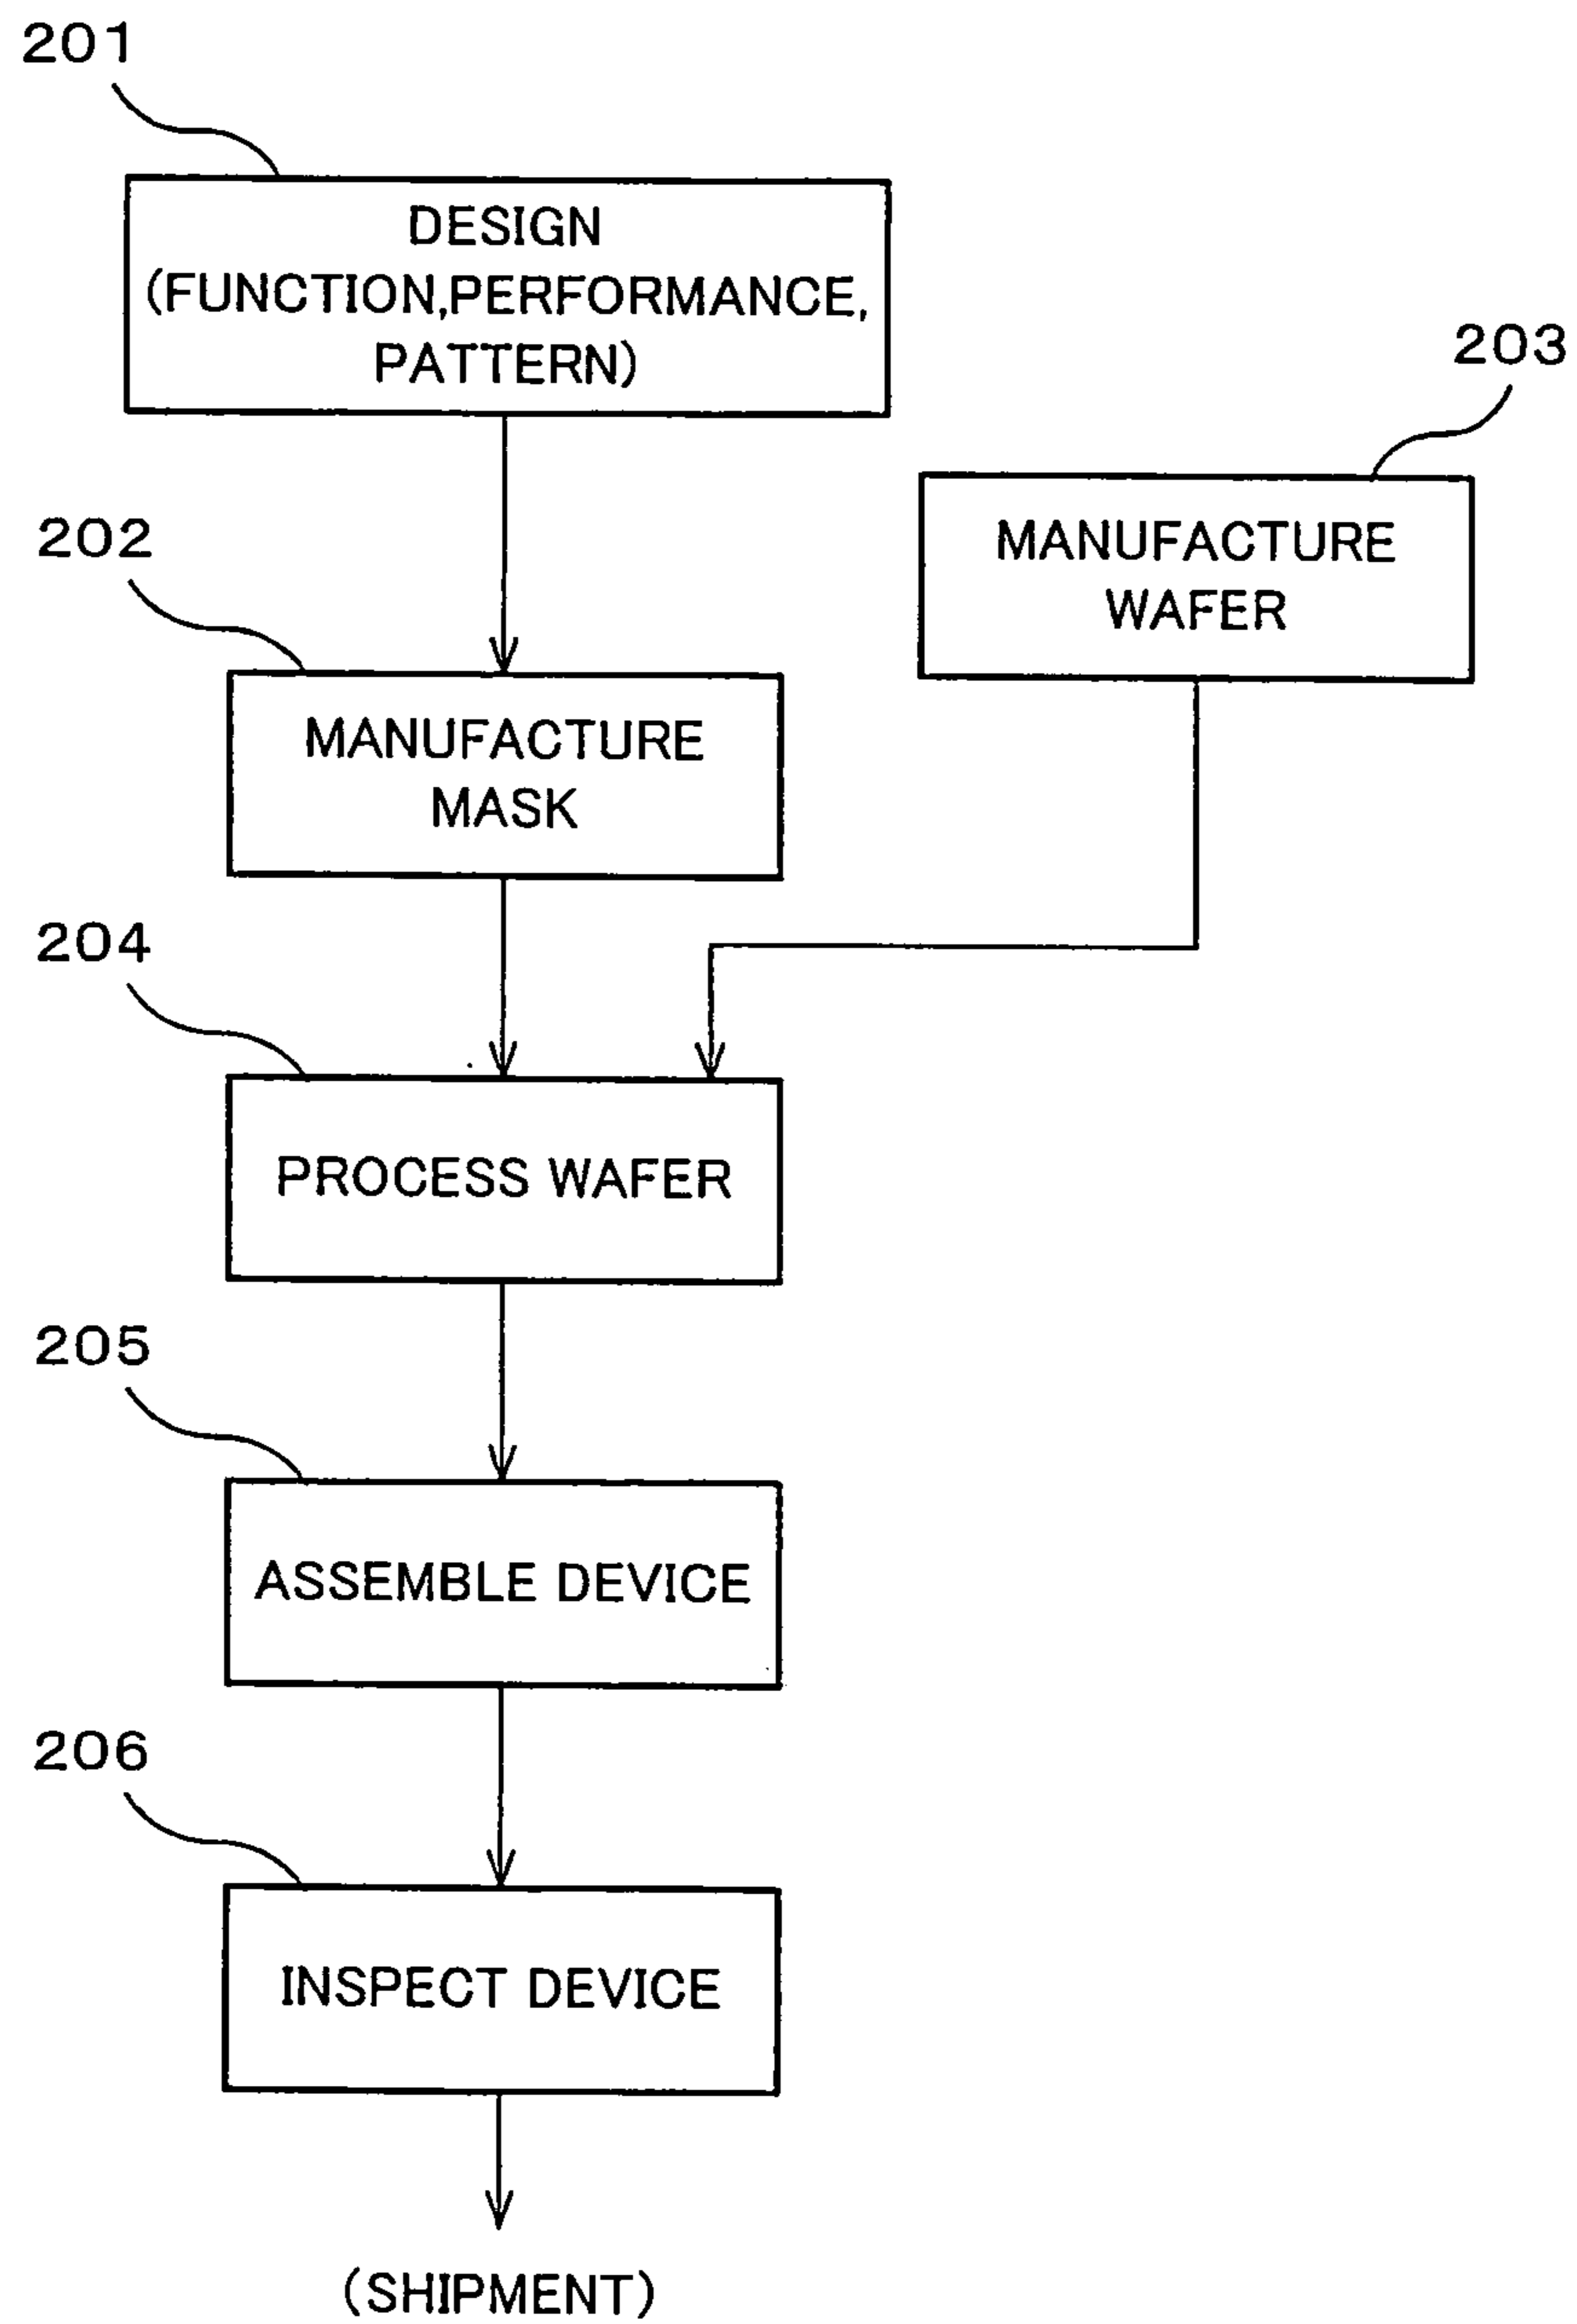 201
DESIGN
(FUNCTION,PERFORMANCE,
PATTERN)
203
MANUFACTURE
WAFER
202
MANUFACTURE
MASK
204
PROCESS WAFER
205
ASSEMBLE DEVICE
206
INSPECT DEVICE
(SHIPMENT)